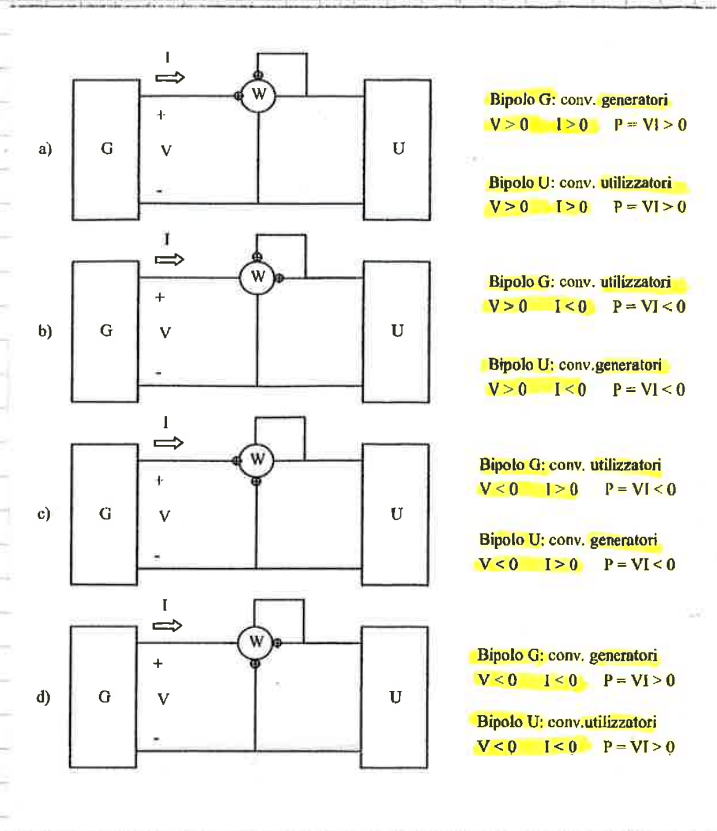 I
W
Bipolo G: conv. generatori
V > 0 I > 0 P = VI > 0
+
a) G V U
Bipolo U: conv. utilizzatori
-
V > 0 I > 0 P = VI > 0
I
W
Bipolo G: conv. utilizzatori
+
V > 0 I < 0 P = VI < 0
b) G V U
Bipolo U: conv.generatori
-
V > 0 I < 0 P = VI < 0
I
W
Bipolo G: conv. utilizzatori
+
V < 0 I > 0 P = VI < 0
c) G V U
Bipolo U: conv. generatori
-
V < 0 I > 0 P = VI < 0
I
W
Bipolo G: conv. generatori
+
V < 0 I < 0 P = VI > 0
d) G V U
Bipolo U: conv.utilizzatori
-
V < 0 I < 0 P = VI > 0